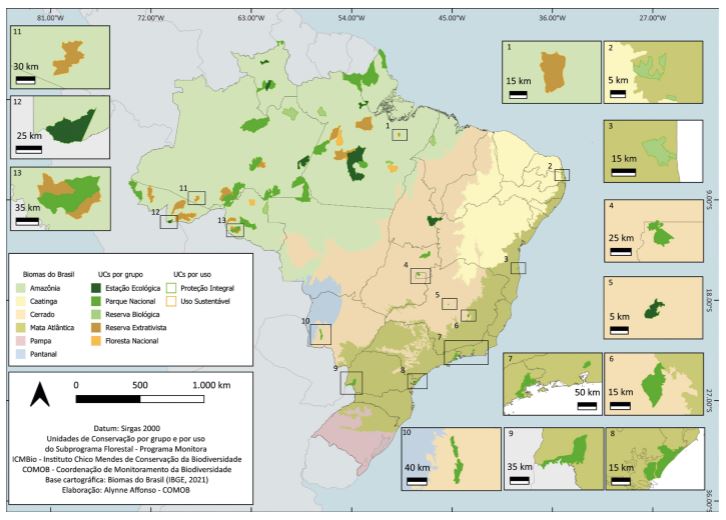 81.00°W 72.00°W 63.00°W 54.00°W 45.00°W 36.00°W 27.00°W
11
30 km
12
25 km
13
35 km
1
15 km
2
5 km
3
15 km
4
25 km
5
5 km
7
50 km
6
15 km
10
40 km
9
35 km
8
15 km
9.00°S
18.00°S
27.00°S
36.00°S
1
2
3
4
5
6
7
8
9
10
11
12
13
Biomas do Brasil
Amazônia
Caatinga
Cerrado
Mata Atlântica
Pampa
Pantanal
UCs por grupo
Estação Ecológica
Parque Nacional
Reserva Biológica
Reserva Extrativista
Floresta Nacional
UCs por uso
Proteção Integral
Uso Sustentável
0 500 1.000 km
Datum: Sirgas 2000
Unidades de Conservação por grupo e por uso
do Subprograma Florestal - Programa Monitora
ICMBio - Instituto Chico Mendes de Conservação da Biodiversidade
COMOB - Coordenação de Monitoramento da Biodiversidade
Base cartográfica: Biomas do Brasil (IBGE, 2021)
Elaboração: Alynne Affonso - COMOB